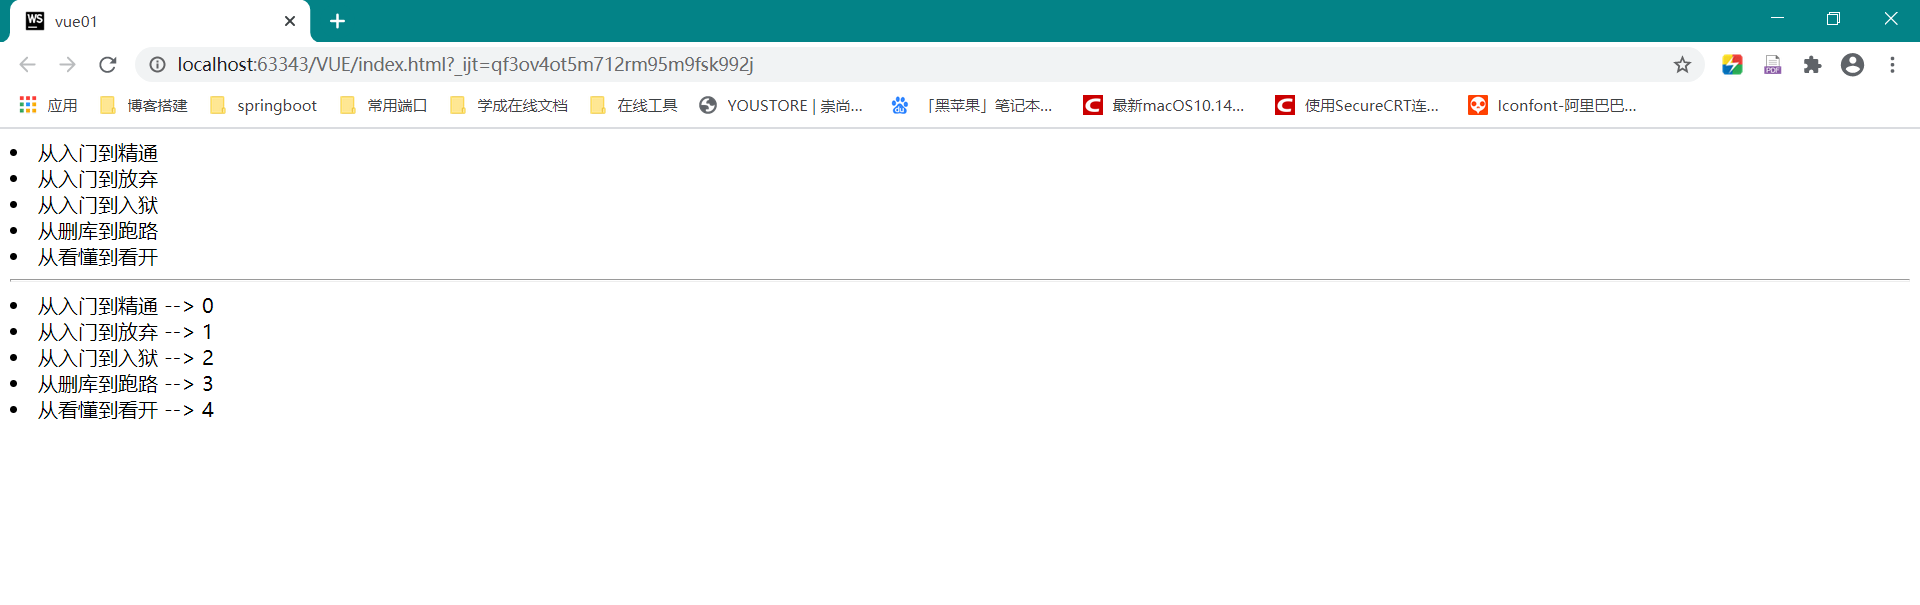 WS vue01
localhost:63343/VUE/index.html?_ijt=qf3ov4ot5m712rm95m9fsk992j
PDF
应用 博客搭建 springboot 常用端口 学成在线文档 在线工具 YOUSTORE | 崇尚... 「黑苹果」笔记本... 最新macOS10.14... 使用SecureCRT连... Iconfont-阿里巴巴...
从入门到精通
从入门到放弃
从入门到入狱
从删库到跑路
从看懂到看开
从入门到精通 --> 0
从入门到放弃 --> 1
从入门到入狱 --> 2
从删库到跑路 --> 3
从看懂到看开 --> 4